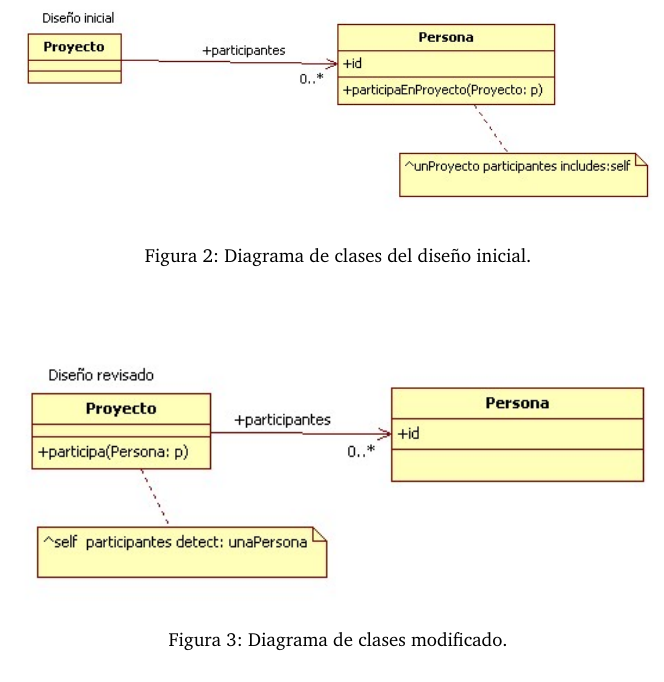 Diseño inicial
Proyecto
+participantes
0..*
Persona
+id
+participaEnProyecto(Proyecto: p)
^unProyecto participantes includes:self
Figura 2: Diagrama de clases del diseño inicial.
Diseño revisado
Proyecto
+participa(Persona: p)
+participantes
0..*
Persona
+id
^self participantes detect: unaPersona
Figura 3: Diagrama de clases modificado.